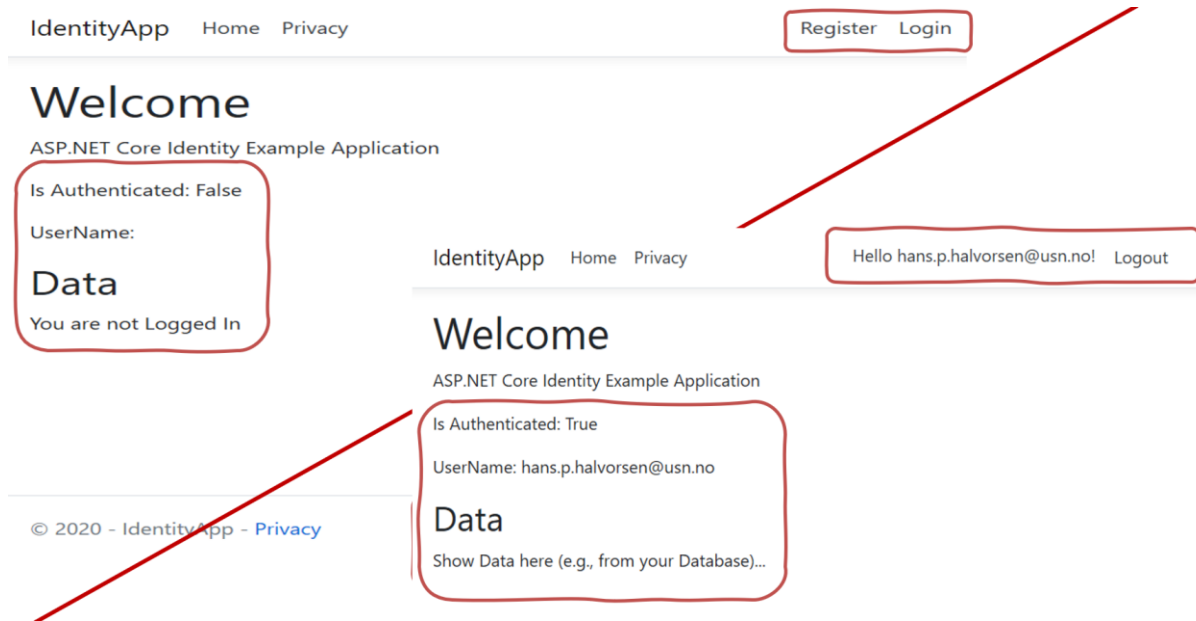 IdentityApp Home Privacy Register Login
Welcome
ASP.NET Core Identity Example Application
Is Authenticated: False
UserName:
Data
You are not Logged In
© 2020 - IdentityApp - Privacy
IdentityApp Home Privacy Hello hans.p.halvorsen@usn.no! Logout
Welcome
ASP.NET Core Identity Example Application
Is Authenticated: True
UserName: hans.p.halvorsen@usn.no
Data
Show Data here (e.g., from your Database)...